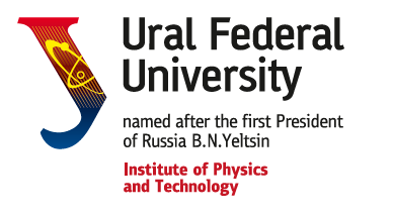 Ural Federal
University
named after the first President
of Russia B.N.Yeltsin
Institute of Physics
and Technology